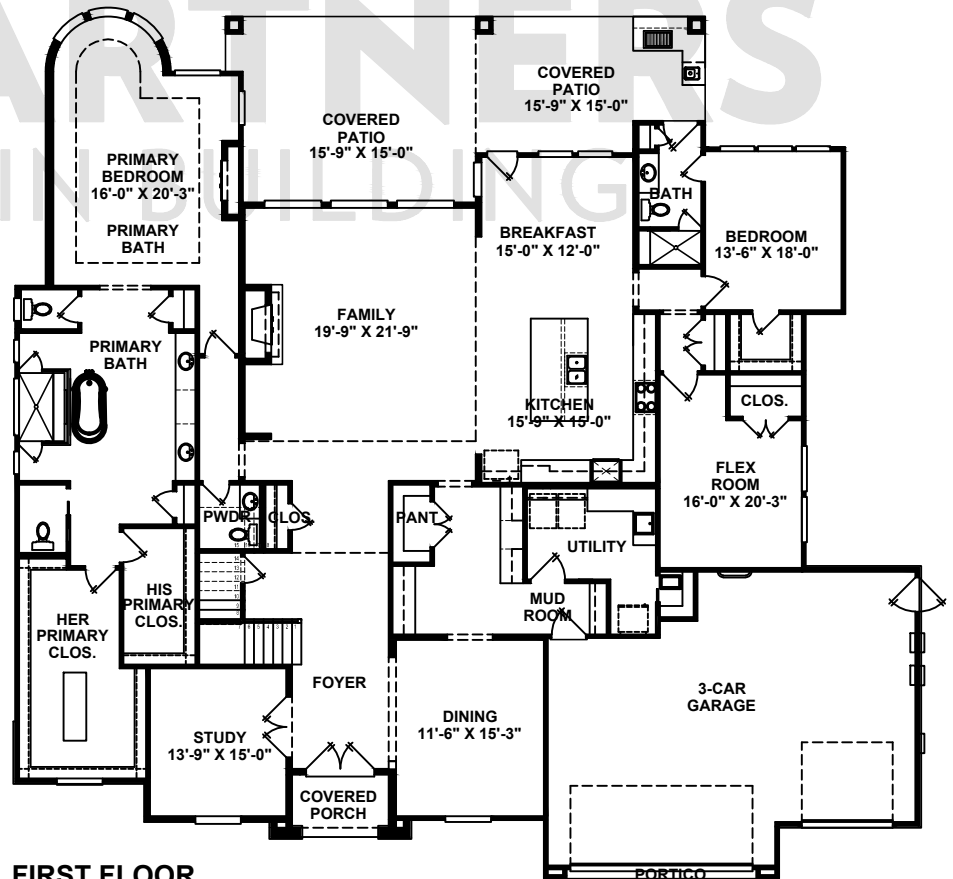 ARTNERS
IN BUILDING
COVERED
PATIO
15'-9" X 15'-0"
COVERED
PATIO
15'-9" X 15'-0"
PRIMARY
BEDROOM
16'-0" X 20'-3"
PRIMARY
BATH
BATH
BREAKFAST
15'-0" X 12'-0"
BEDROOM
13'-6" X 18'-0"
FAMILY
19'-9" X 21'-9"
PRIMARY
BATH
KITCHEN
15'-9" X 15'-0"
CLOS.
FLEX
ROOM
16'-0" X 20'-3"
PWDR
CLOS.
PANT.
UTILITY
HIS
PRIMARY
CLOS.
MUD
ROOM
HER
PRIMARY
CLOS.
FOYER
3-CAR
GARAGE
STUDY
13'-9" X 15'-0"
DINING
11'-6" X 15'-3"
COVERED
PORCH
PORTICO
FIRST FLOOR